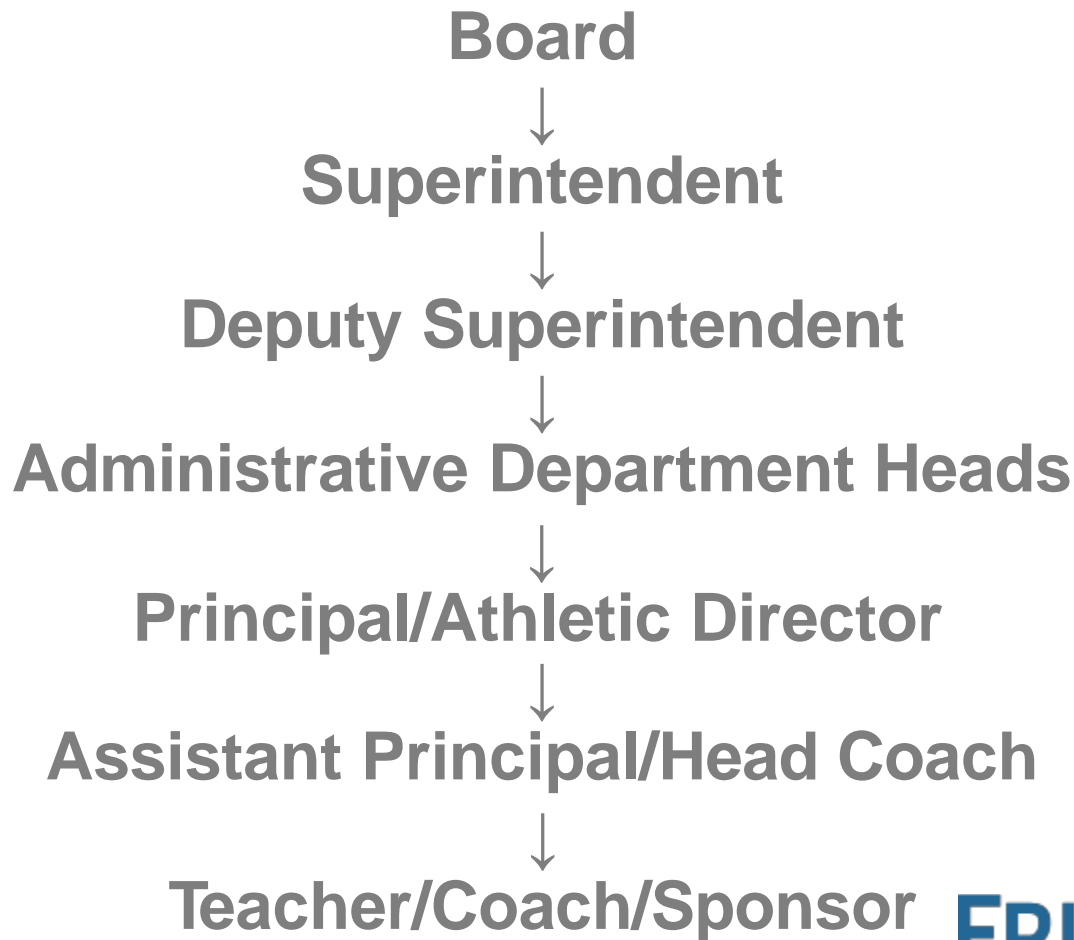 Board
↓
Superintendent
↓
Deputy Superintendent
↓
Administrative Department Heads
↓
Principal/Athletic Director
↓
Assistant Principal/Head Coach
↓
Teacher/Coach/Sponsor